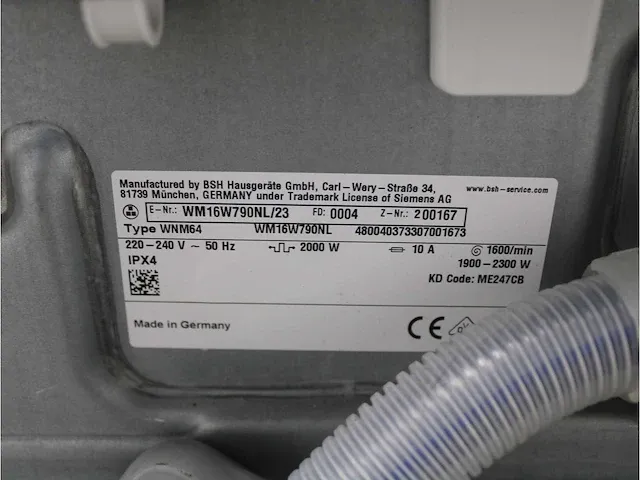 Manufactured by BSH Hausgeräte GmbH, Carl-Wery-Straße 34,
81739 München, GERMANY under Trademark License of Siemens AG
www.bsh-service.com
E-Nr.: WM16W790NL/23 FD: 0004 Z-Nr.: 200167
Type WNM64 WM16W790NL 480040373307001673
220-240 V ~ 50 Hz 2000 W 10 A 1600/min
1900-2300 W
IPX4
KD Code: ME247CB
Made in Germany
CE